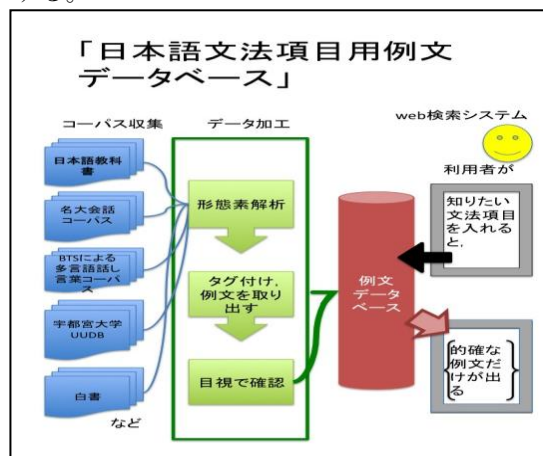 する。
「日本語文法項目用例文
データベース」
コーパス収集
データ加工
web検索システム
日本語教科
書
名大会話
コーパス
BTSによる
多言語話し
言葉コーパ
ス
宇都宮大学
UUDB
白書
など
形態素解析
タグ付け,
例文を取り
出す
目視で確認
例文
データ
ベース
利用者が
知りたい
文法項目
を入れる
と,
的確な
例文だ
けが出
る